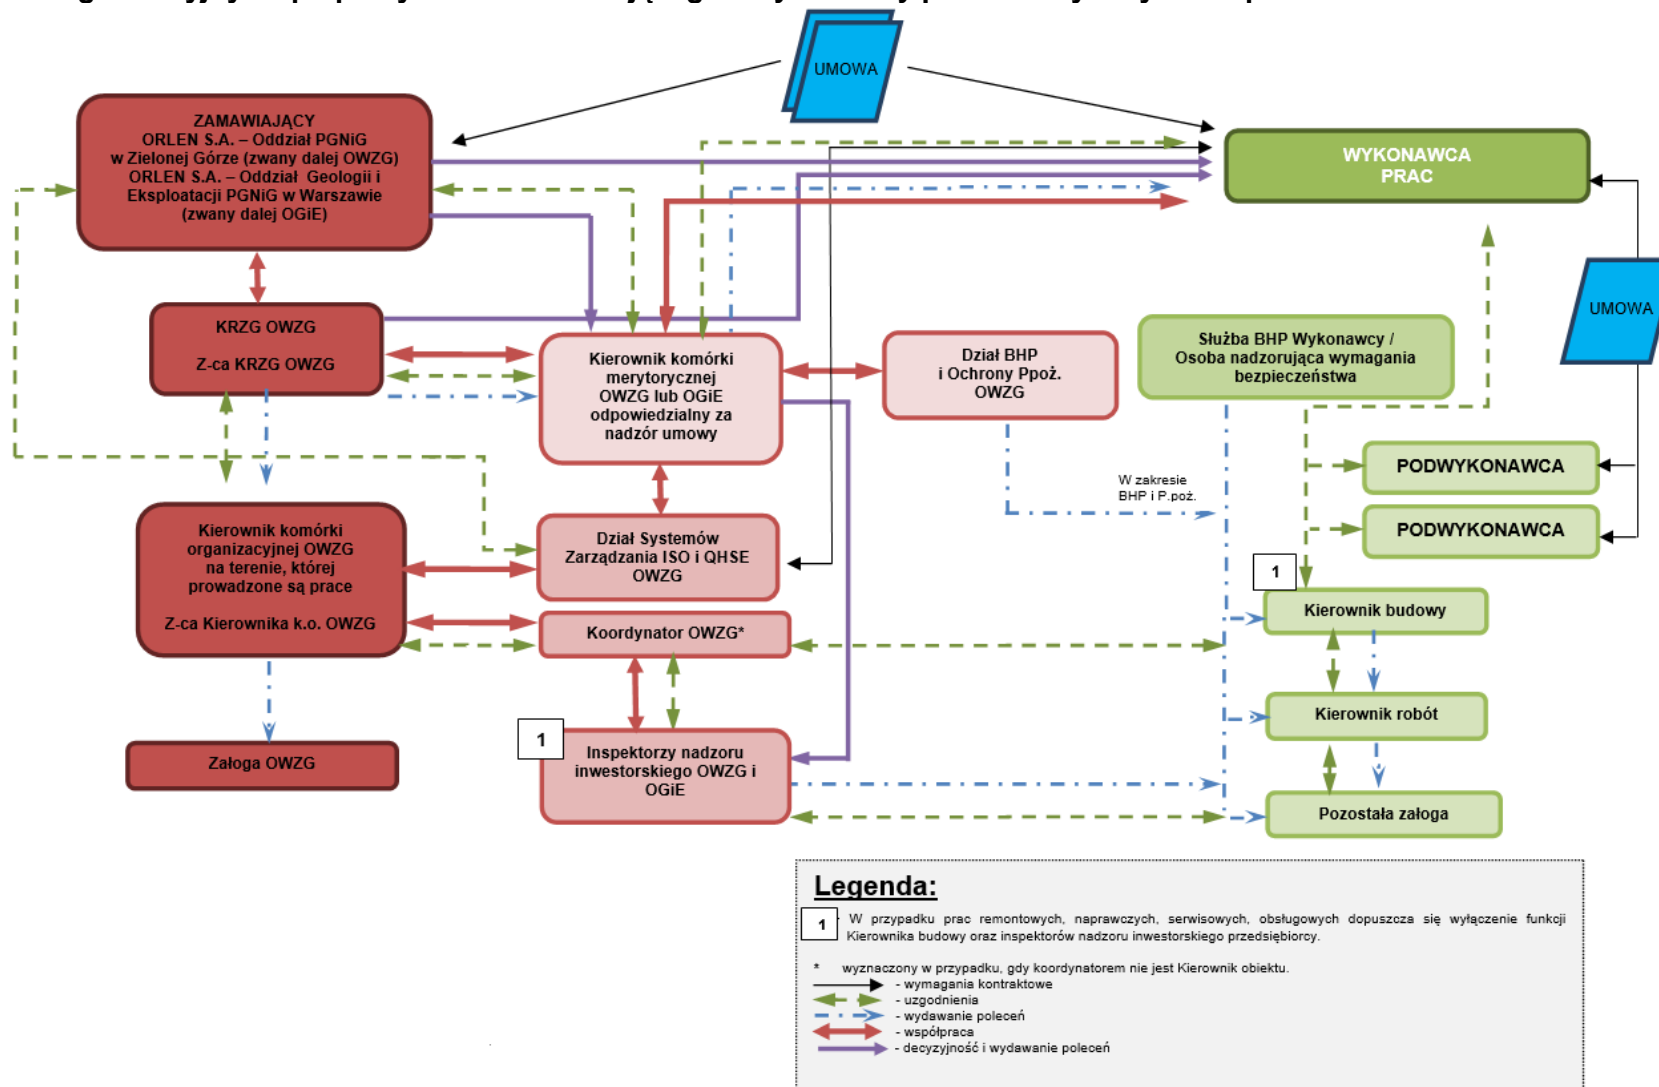 UMOWA
ZAMAWIAJĄCY
ORLEN S.A. – Oddział PGNiG
w Zielonej Górze (zwany dalej OWZG)
ORLEN S.A. – Oddział Geologii i
Eksploatacji PGNiG w Warszawie
(zwany dalej OGiE)
WYKONAWCA
PRAC
UMOWA
KRZG OWZG
Z-ca KRZG OWZG
Kierownik komórki
merytorycznej
OWZG lub OGiE
odpowiedzialny za
nadzór umowy
Dział BHP
i Ochrony Ppoż.
OWZG
Służba BHP Wykonawcy /
Osoba nadzorująca wymagania
bezpieczeństwa
PODWYKONAWCA
W zakresie
BHP i P.poż.
PODWYKONAWCA
Kierownik komórki
organizacyjnej OWZG
na terenie, której
prowadzone są prace
Z-ca Kierownika k.o. OWZG
Dział Systemów
Zarządzania ISO i QHSE
OWZG
1
Kierownik budowy
Koordynator OWZG*
Kierownik robót
1
Inspektorzy nadzoru
inwestorskiego OWZG i
OGiE
Załoga OWZG
Pozostała załoga
Legenda:
1 W przypadku prac remontowych, naprawczych, serwisowych, obsługowych dopuszcza się wyłączenie funkcji
Kierownika budowy oraz inspektorów nadzoru inwestorskiego przedsiębiorcy.
* wyznaczony w przypadku, gdy koordynatorem nie jest Kierownik obiektu.
- wymagania kontraktowe
- uzgodnienia
- wydawanie poleceń
- współpraca
- decyzyjność i wydawanie poleceń